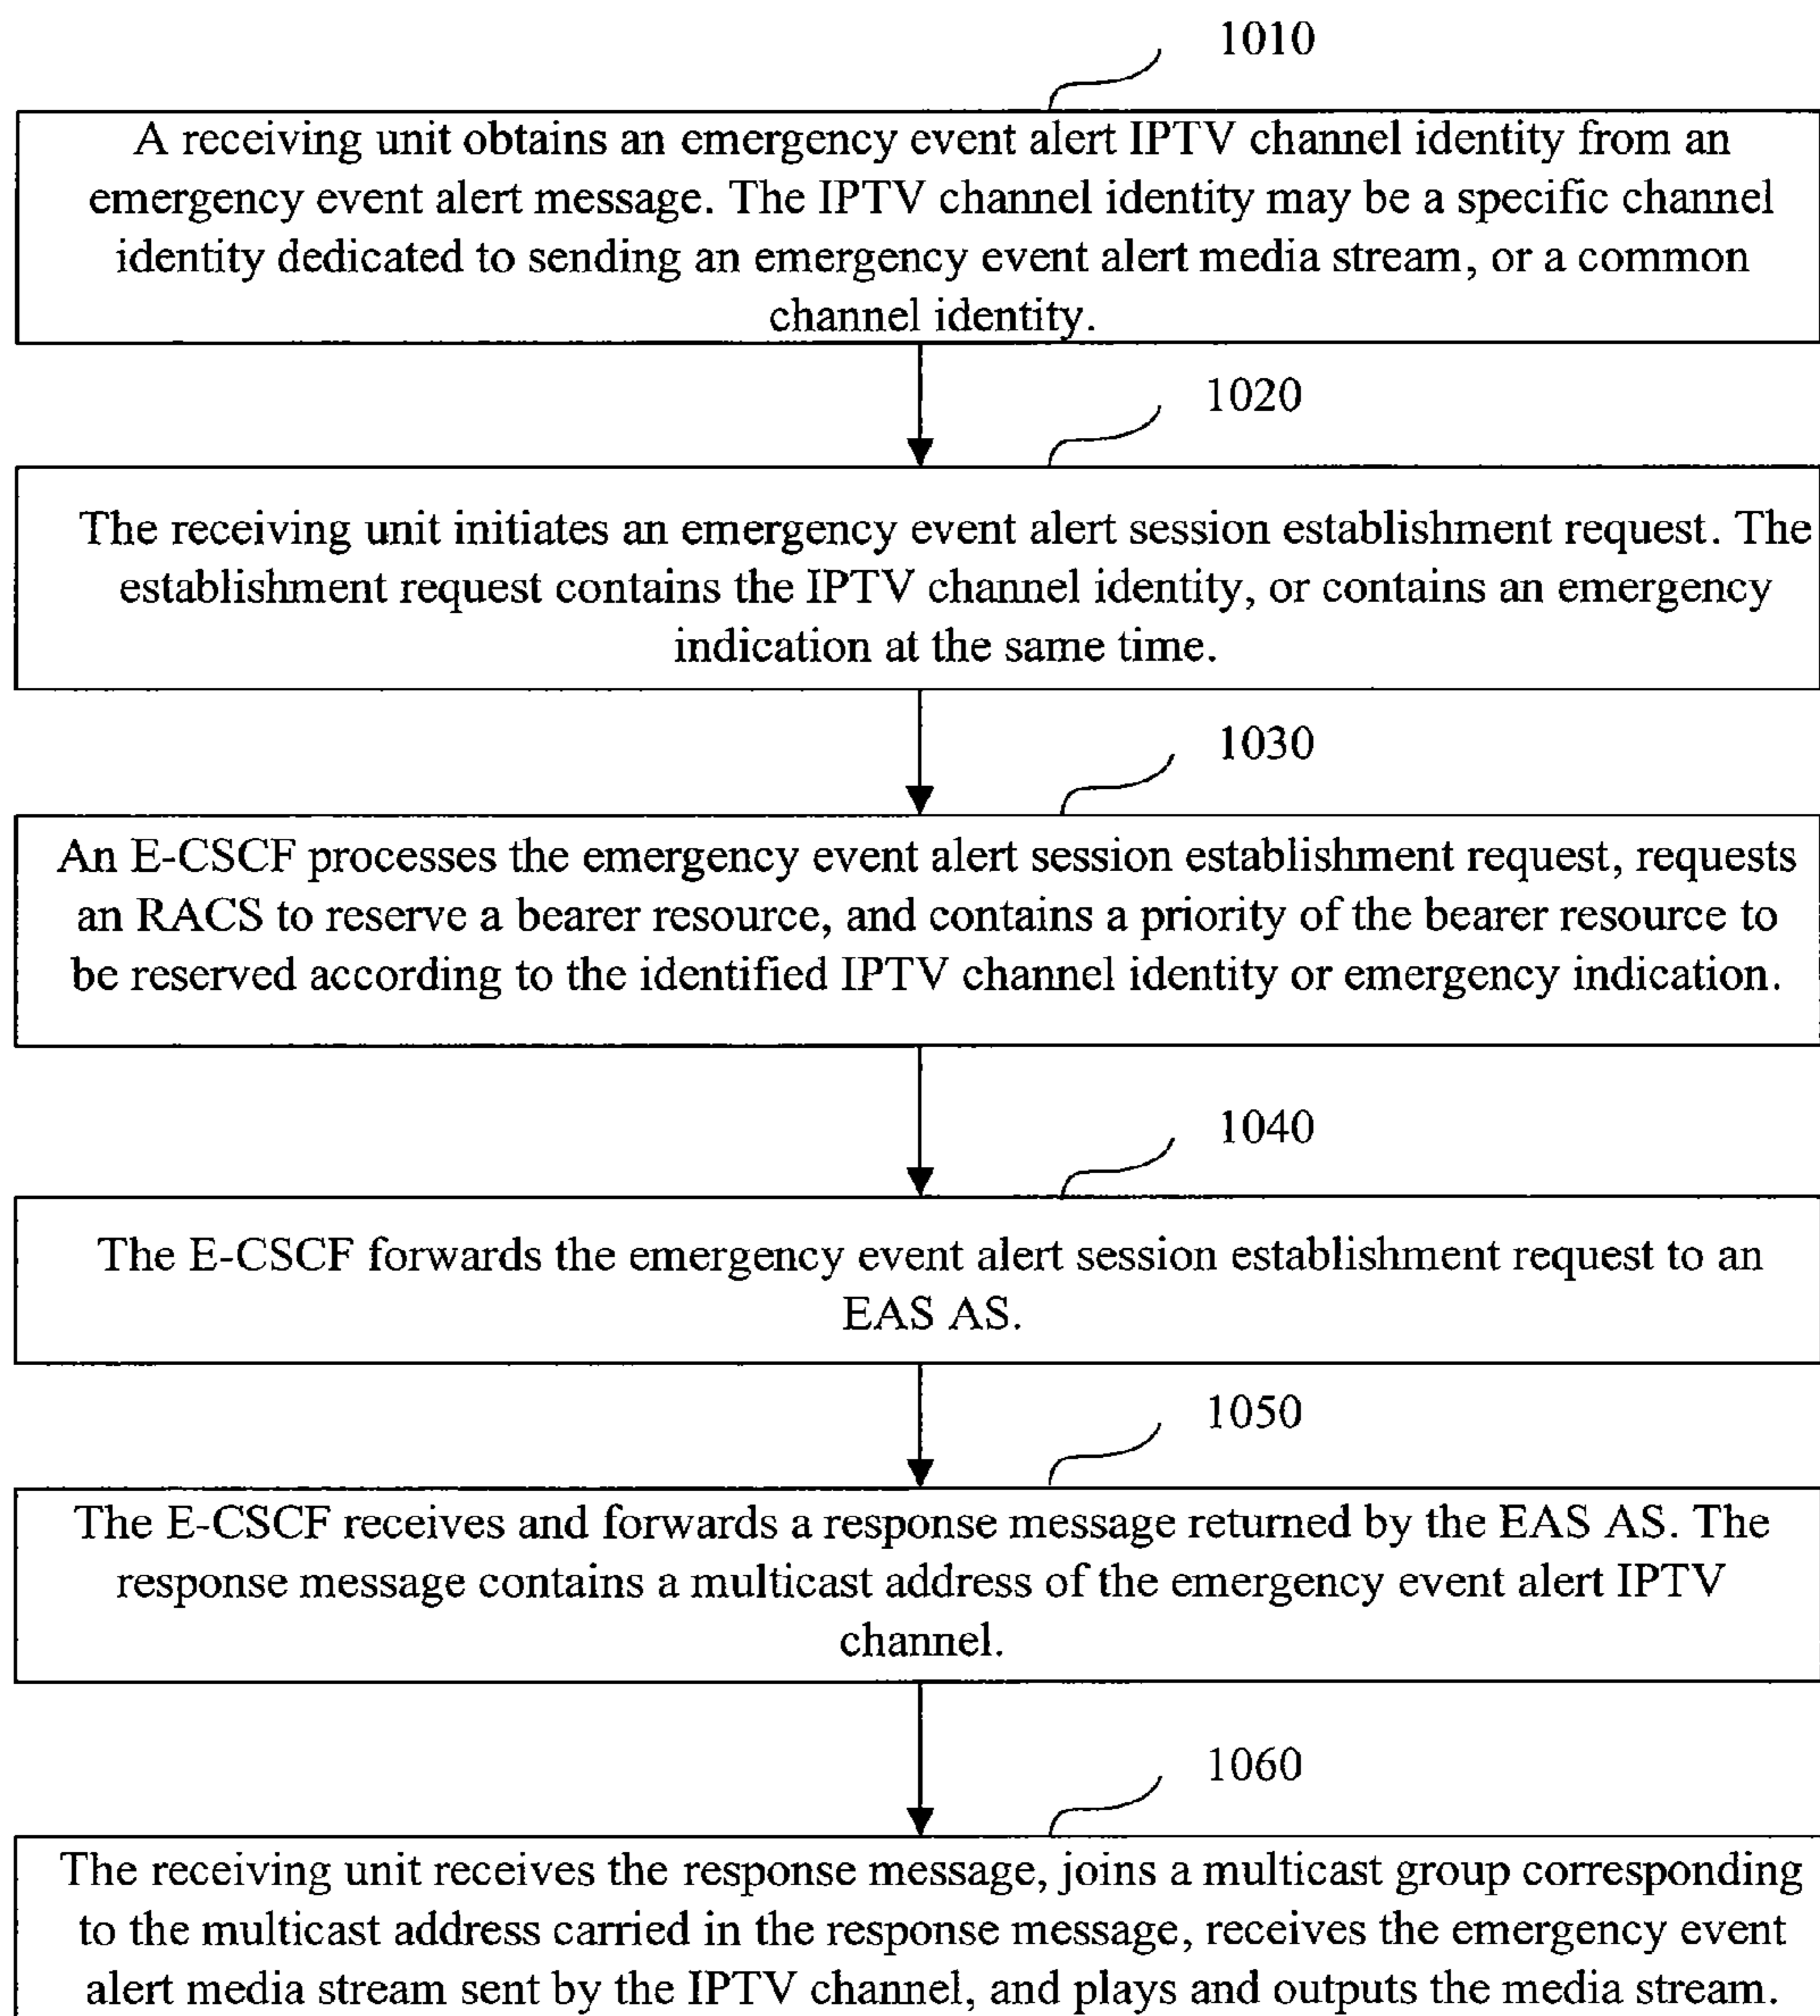 1010
A receiving unit obtains an emergency event alert IPTV channel identity from an
emergency event alert message. The IPTV channel identity may be a specific channel
identity dedicated to sending an emergency event alert media stream, or a common
channel identity.
1020
The receiving unit initiates an emergency event alert session establishment request. The
establishment request contains the IPTV channel identity, or contains an emergency
indication at the same time.
1030
An E-CSCF processes the emergency event alert session establishment request, requests
an RACS to reserve a bearer resource, and contains a priority of the bearer resource to
be reserved according to the identified IPTV channel identity or emergency indication.
1040
The E-CSCF forwards the emergency event alert session establishment request to an
EAS AS.
1050
The E-CSCF receives and forwards a response message returned by the EAS AS. The
response message contains a multicast address of the emergency event alert IPTV
channel.
1060
The receiving unit receives the response message, joins a multicast group corresponding
to the multicast address carried in the response message, receives the emergency event
alert media stream sent by the IPTV channel, and plays and outputs the media stream.